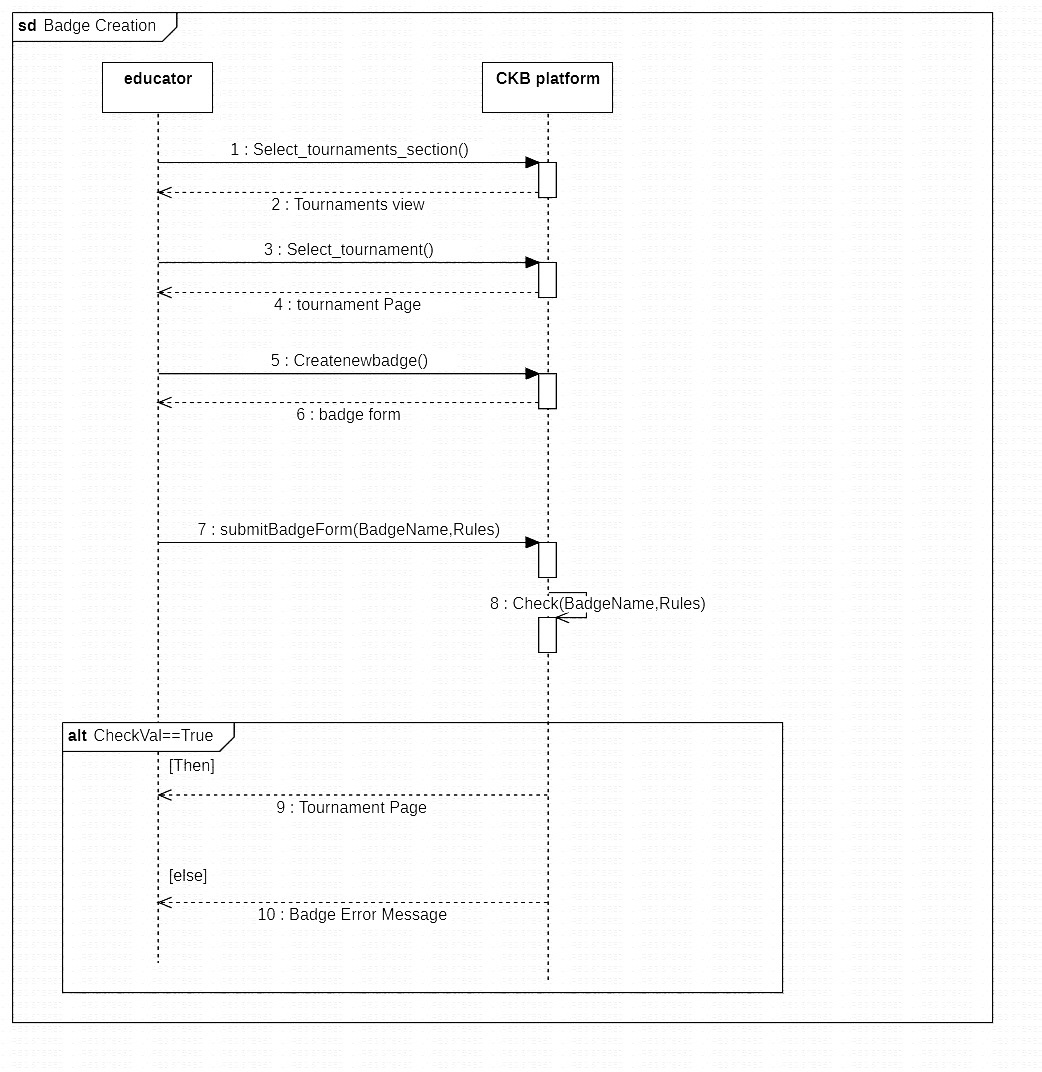 sd Badge Creation
educator
CKB platform
1 : Select_tournaments_section()
2 : Tournaments view
3 : Select_tournament()
4 : tournament Page
5 : Createnewbadge()
6 : badge form
7 : submitBadgeForm(BadgeName,Rules)
8 : Check(BadgeName,Rules)
alt CheckVal==True
[Then]
9 : Tournament Page
[else]
10 : Badge Error Message